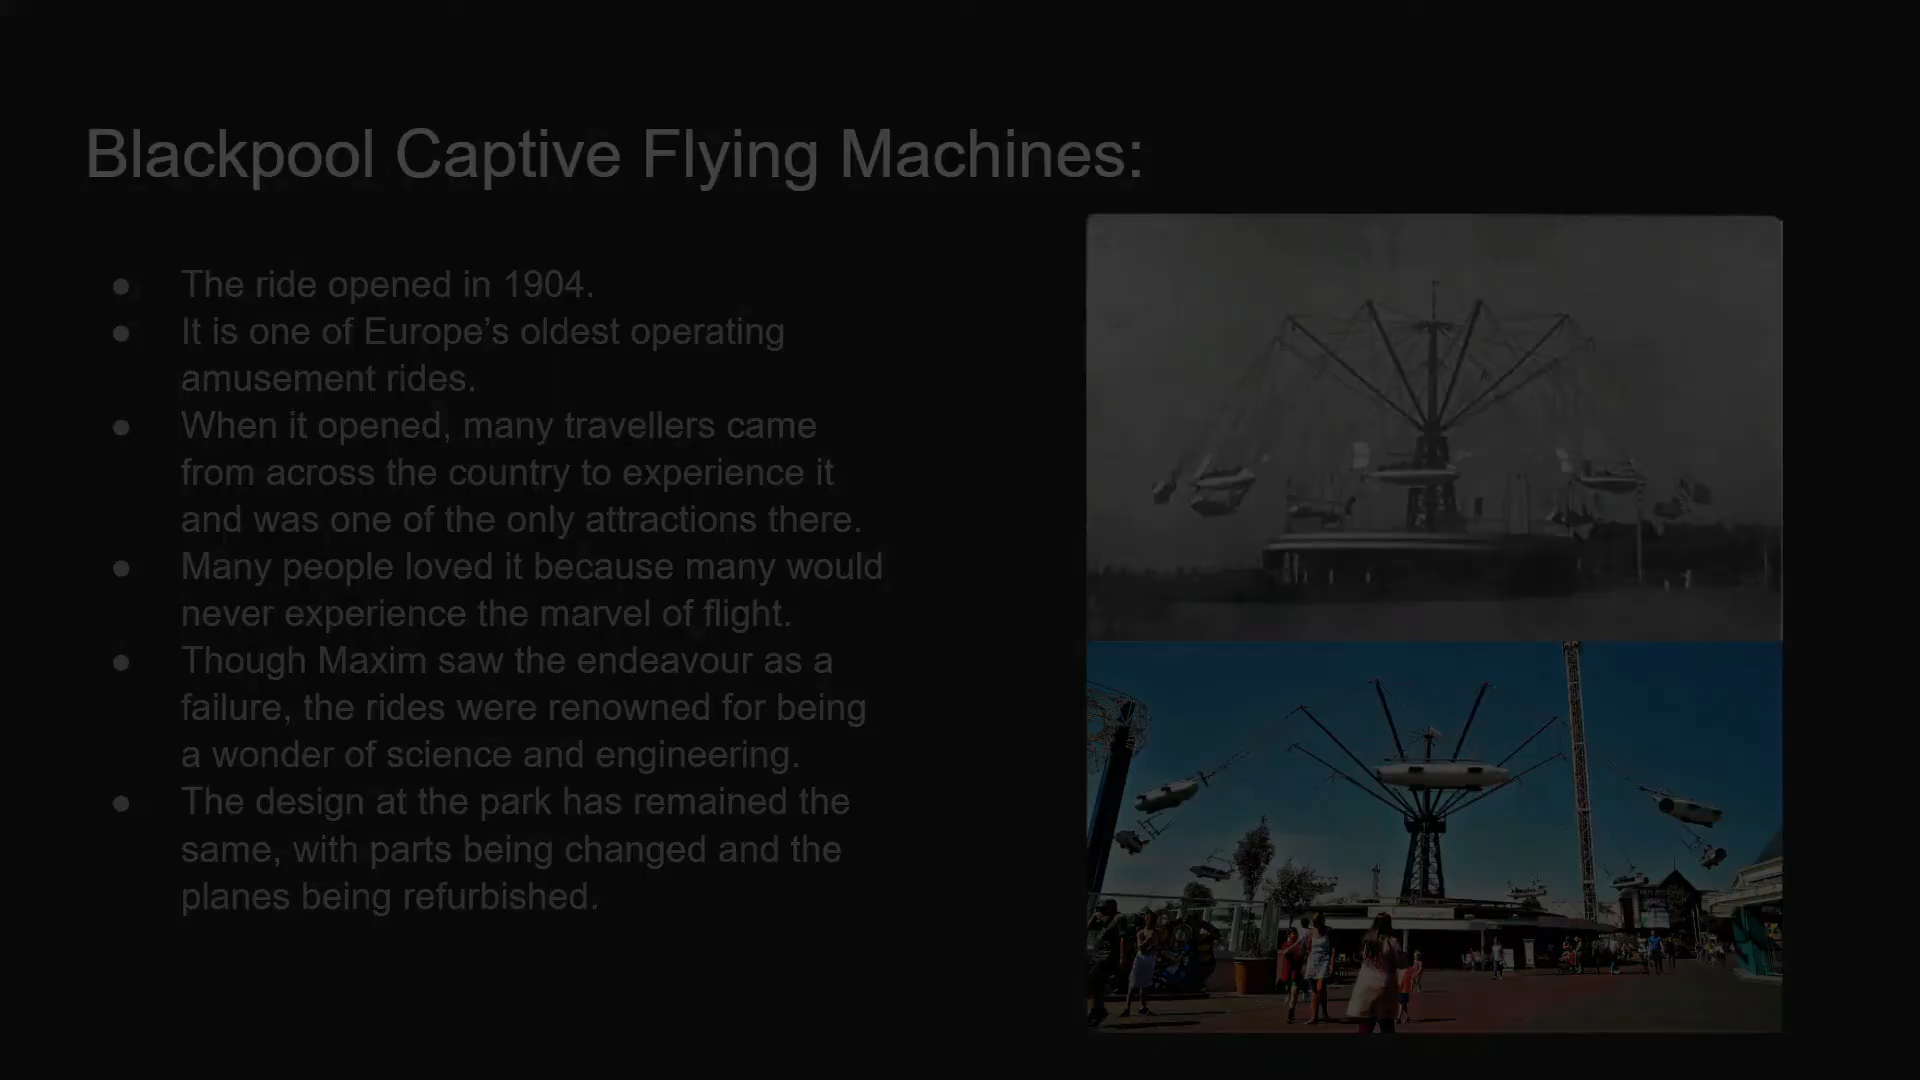 Blackpool Captive Flying Machines:
● The ride opened in 1904.
● It is one of Europe’s oldest operating
amusement rides.
● When it opened, many travellers came
from across the country to experience it
and was one of the only attractions there.
● Many people loved it because many would
never experience the marvel of flight.
● Though Maxim saw the endeavour as a
failure, the rides were renowned for being
a wonder of science and engineering.
● The design at the park has remained the
same, with parts being changed and the
planes being refurbished.